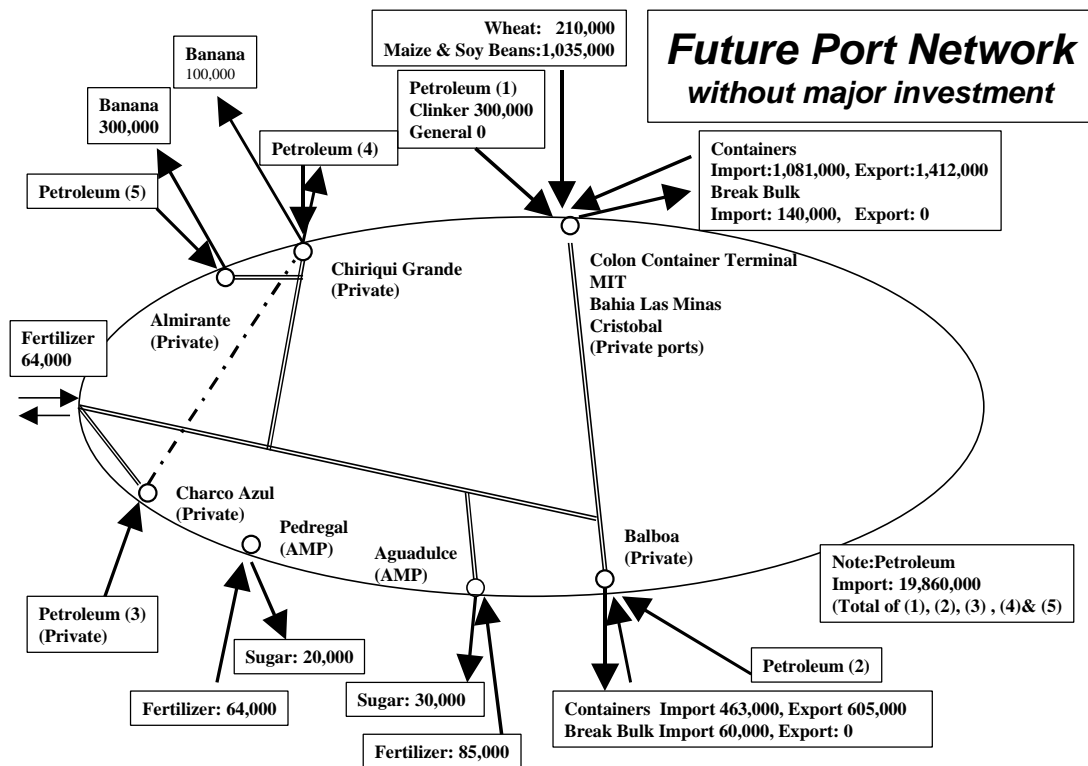 Future Port Network
without major investment
Wheat: 210,000
Maize & Soy Beans:1,035,000
Banana
100,000
Petroleum (1)
Clinker 300,000
General 0
Banana
300,000
Petroleum (4)
Containers
Import:1,081,000, Export:1,412,000
Break Bulk
Import: 140,000, Export: 0
Petroleum (5)
Colon Container Terminal
MIT
Bahia Las Minas
Cristobal
(Private ports)
Chiriqui Grande
(Private)
Almirante
(Private)
Fertilizer
64,000
Charco Azul
(Private)
Pedregal
(AMP)
Aguadulce
(AMP)
Balboa
(Private)
Note:Petroleum
Import: 19,860,000
(Total of (1), (2), (3) , (4)& (5)
Petroleum (3)
(Private)
Sugar: 20,000
Petroleum (2)
Sugar: 30,000
Fertilizer: 64,000
Containers Import 463,000, Export 605,000
Break Bulk Import 60,000, Export: 0
Fertilizer: 85,000